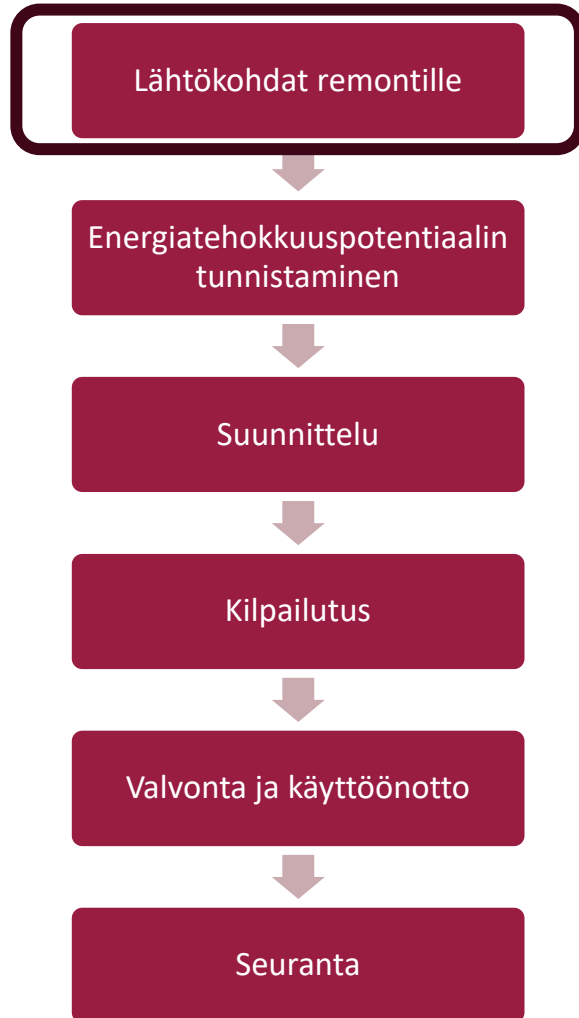 Lähtökohdat remontille
Energiatehokkuuspotentiaalin
tunnistaminen
Suunnittelu
Kilpailutus
Valvonta ja käyttöönotto
Seuranta